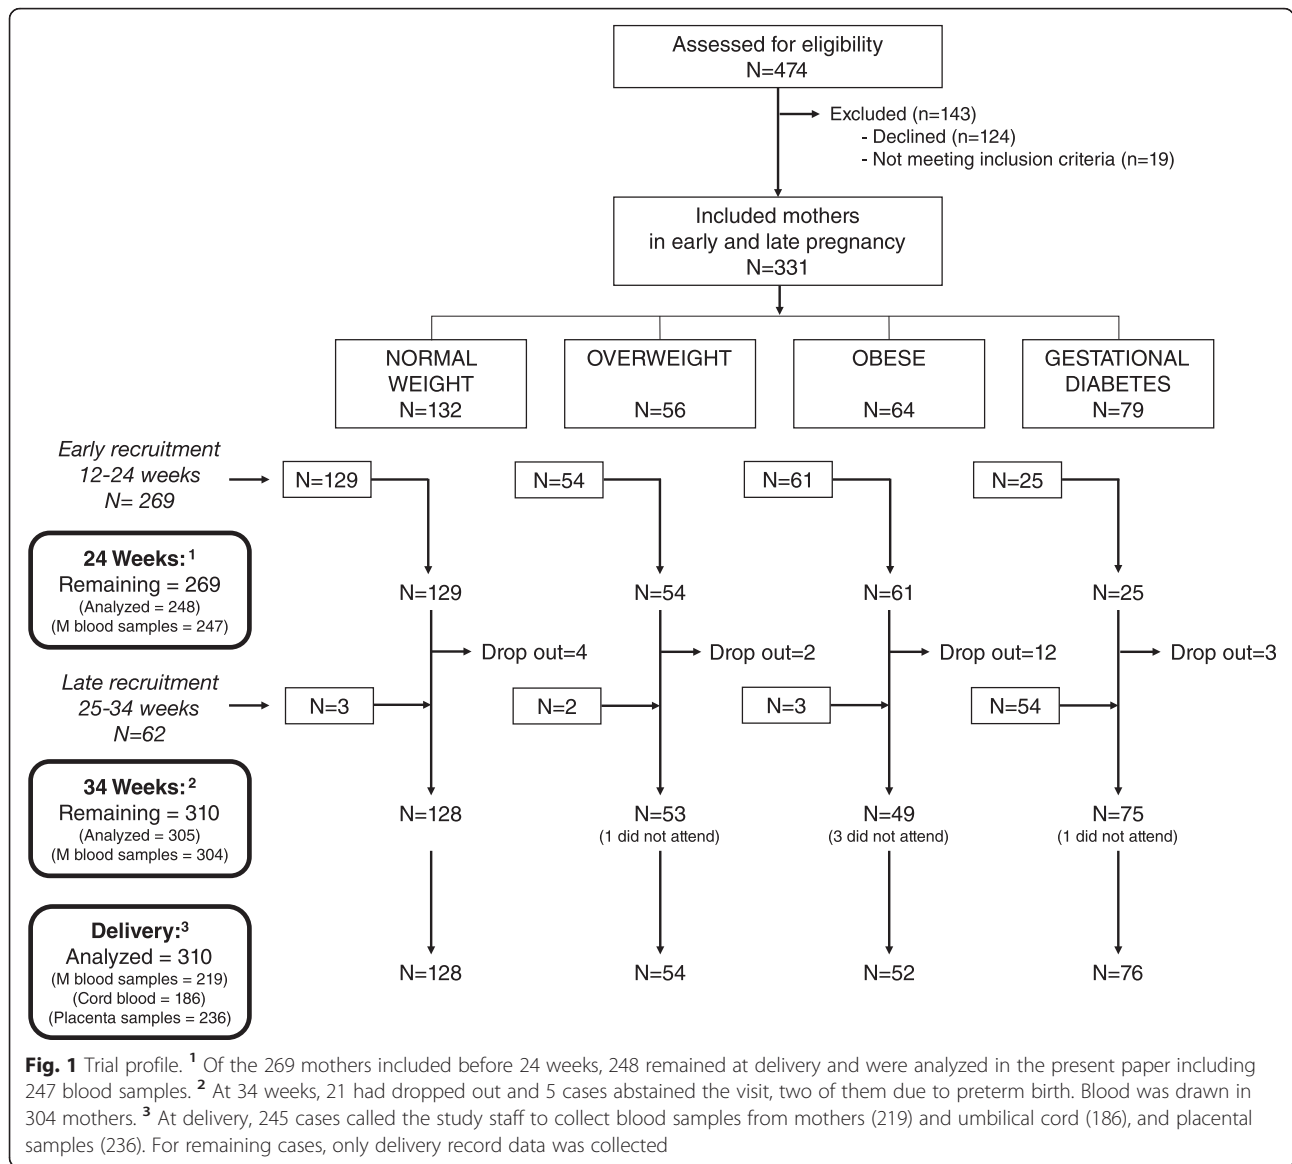 Assessed for eligibility
N=474
Excluded (n=143)
- Declined (n=124)
- Not meeting inclusion criteria (n=19)
Included mothers
in early and late pregnancy
N=331
NORMAL
WEIGHT
N=132
OVERWEIGHT
N=56
OBESE
N=64
GESTATIONAL
DIABETES
N=79
Early recruitment
12-24 weeks
N= 269
N=129
N=54
N=61
N=25
24 Weeks:1
Remaining = 269
(Analyzed = 248)
(M blood samples = 247)
N=129
N=54
N=61
N=25
Drop out=4
Drop out=2
Drop out=12
Drop out=3
Late recruitment
25-34 weeks
N=62
N=3
N=2
N=3
N=54
34 Weeks:2
Remaining = 310
(Analyzed = 305)
(M blood samples = 304)
N=128
N=53
(1 did not attend)
N=49
(3 did not attend)
N=75
(1 did not attend)
Delivery:3
Analyzed = 310
(M blood samples = 219)
(Cord blood = 186)
(Placenta samples = 236)
N=128
N=54
N=52
N=76
Fig. 1 Trial profile. 1 Of the 269 mothers included before 24 weeks, 248 remained at delivery and were analyzed in the present paper including
247 blood samples. 2 At 34 weeks, 21 had dropped out and 5 cases abstained the visit, two of them due to preterm birth. Blood was drawn in
304 mothers. 3 At delivery, 245 cases called the study staff to collect blood samples from mothers (219) and umbilical cord (186), and placental
samples (236). For remaining cases, only delivery record data was collected